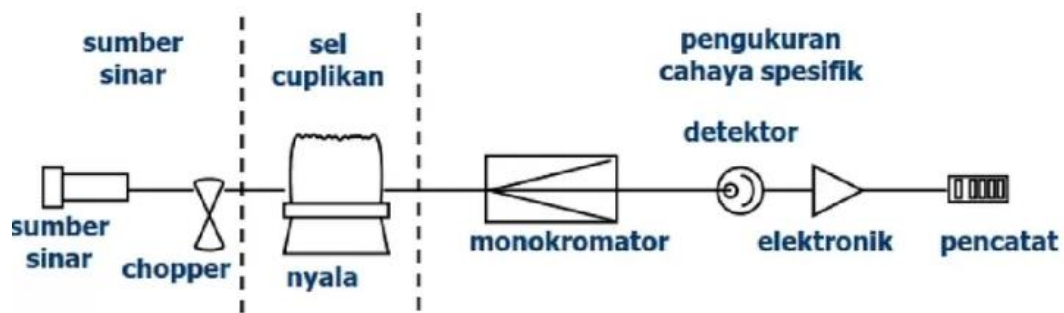 sumber
sinar
sel
cuplikan
pengukuran
cahaya spesifik
detektor
sumber
sinar
chopper
nyala
monokromator
elektronik
pencatat